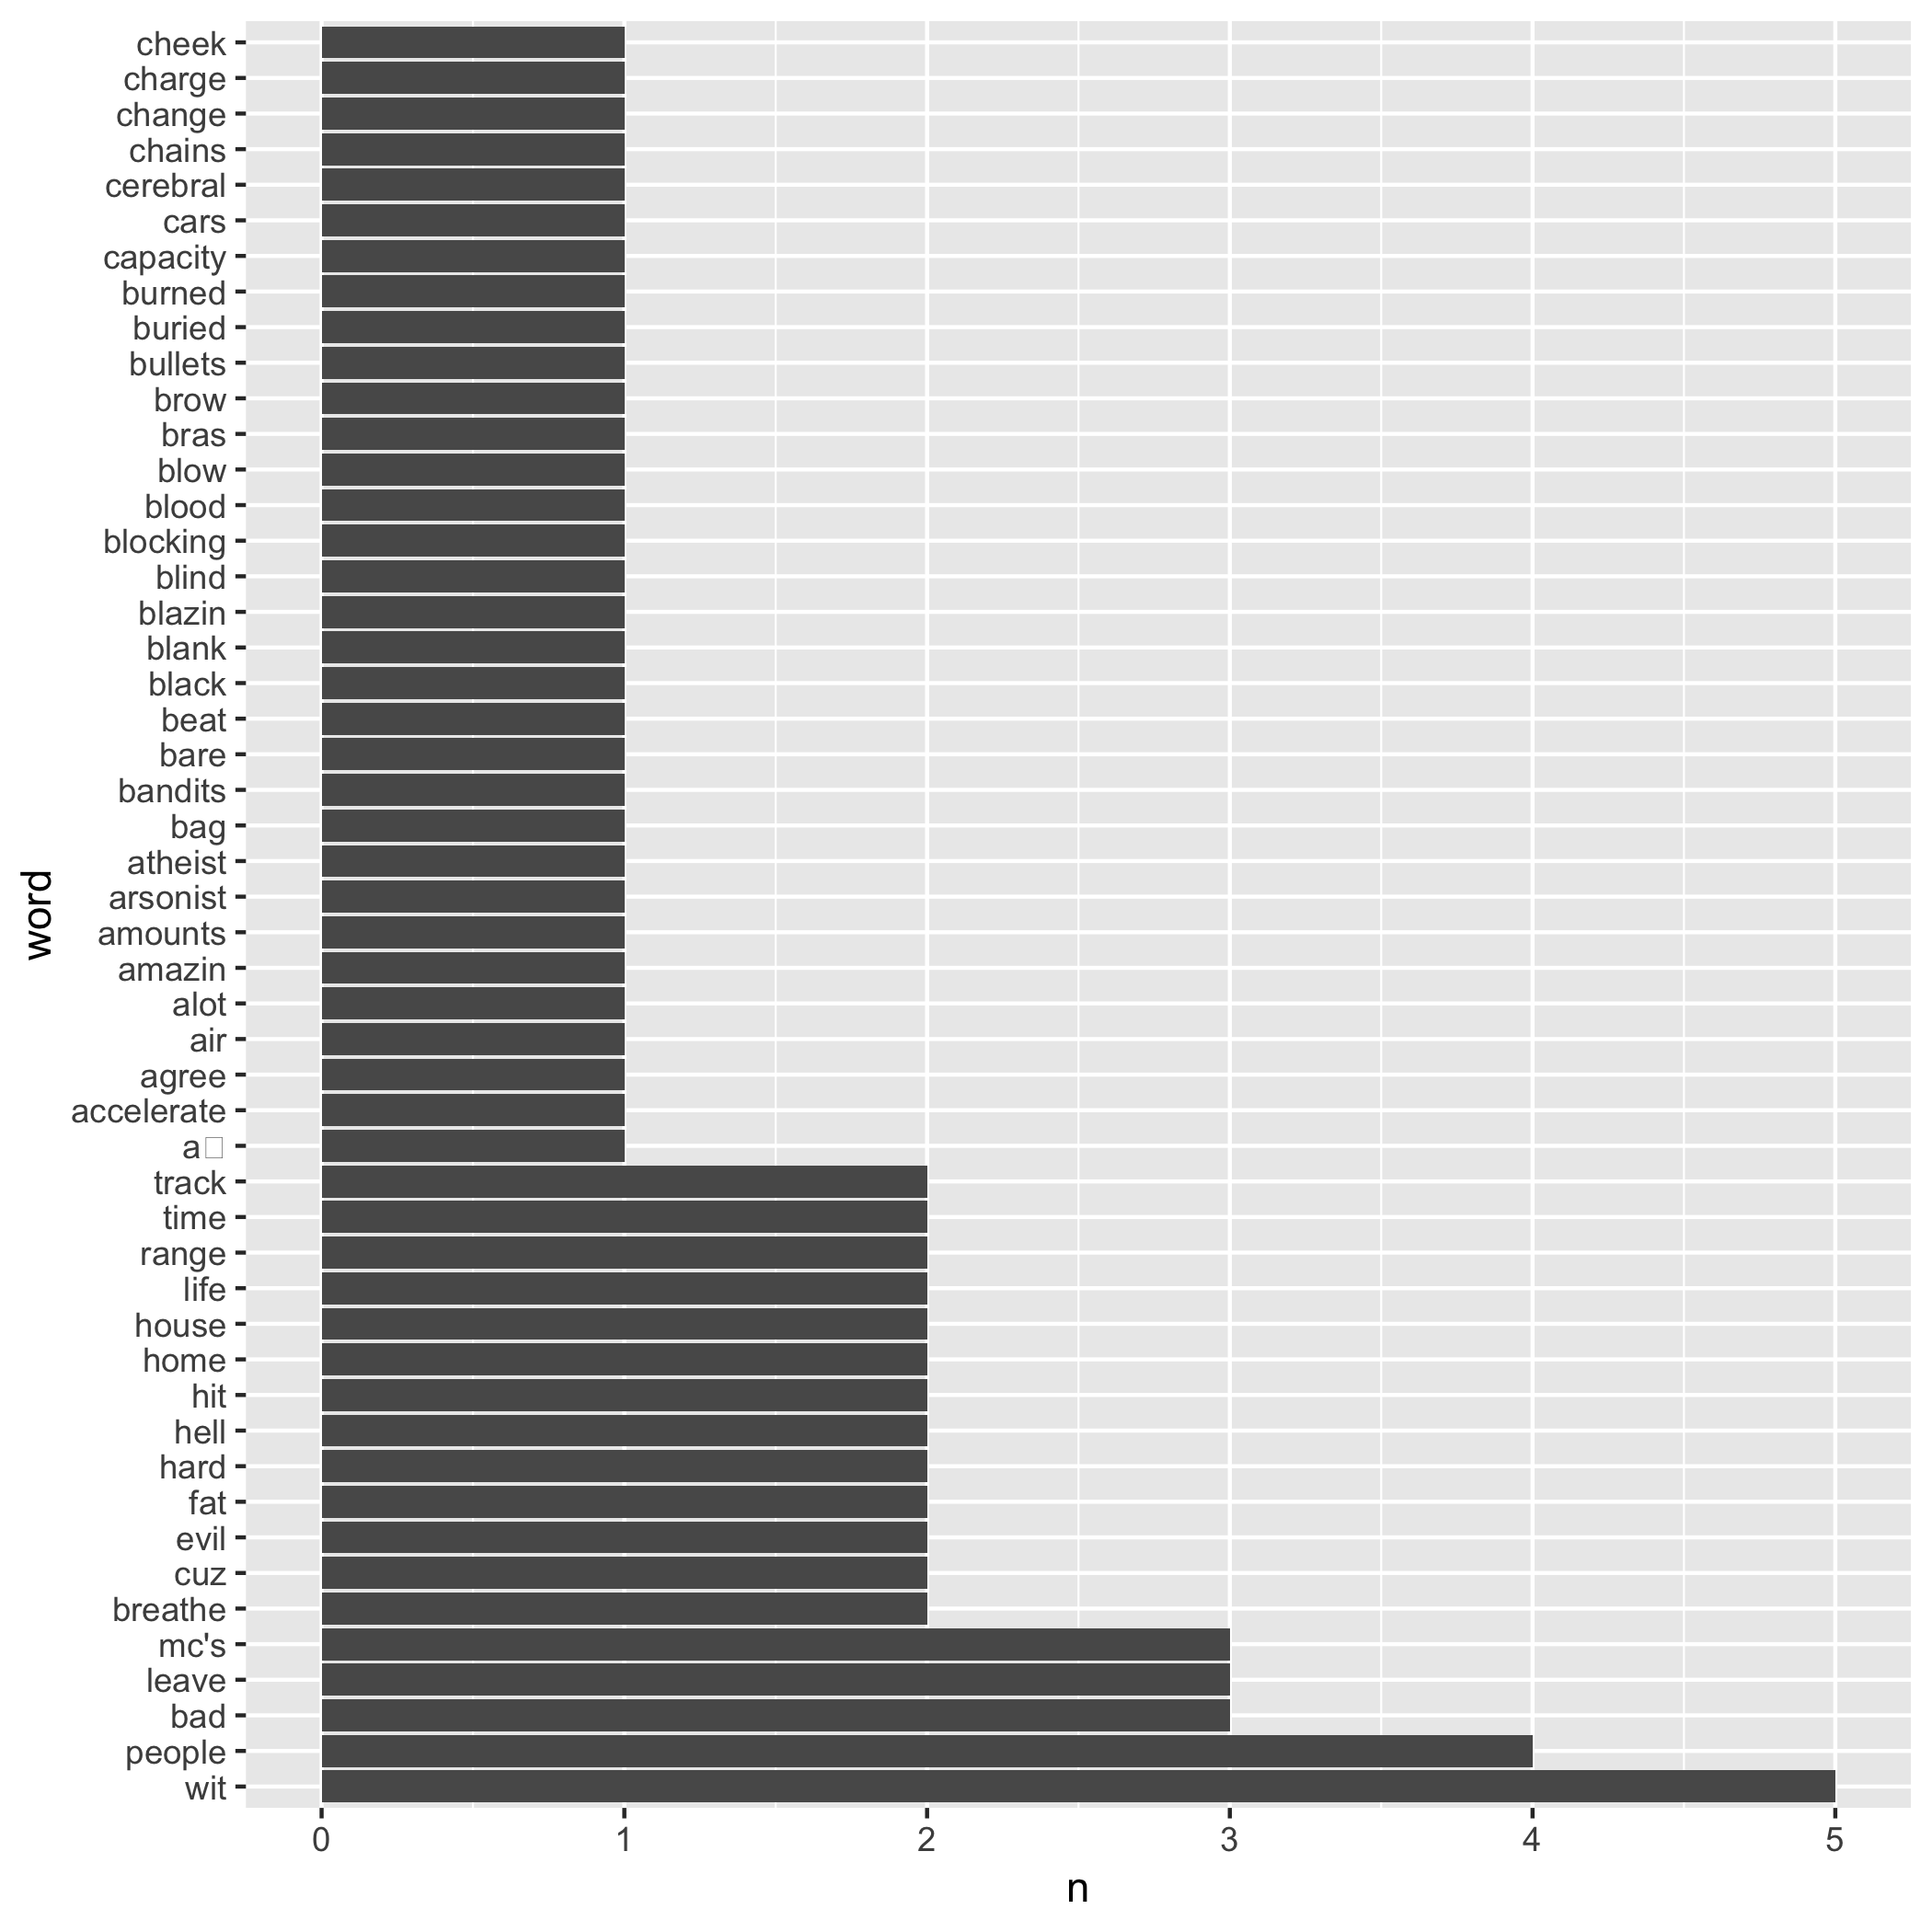 cheek
charge
change
chains
cerebral
cars
capacity
burned
buried
bullets
brow
bras
blow
blood
blocking
blind
blazin
blank
black
beat
bare
bandits
bag
atheist
arsonist
amounts
amazin
alot
air
agree
accelerate
a□
track
time
range
life
house
home
hit
hell
hard
fat
evil
cuz
breathe
mc's
leave
bad
people
wit
word
0 1 2 3 4 5
n